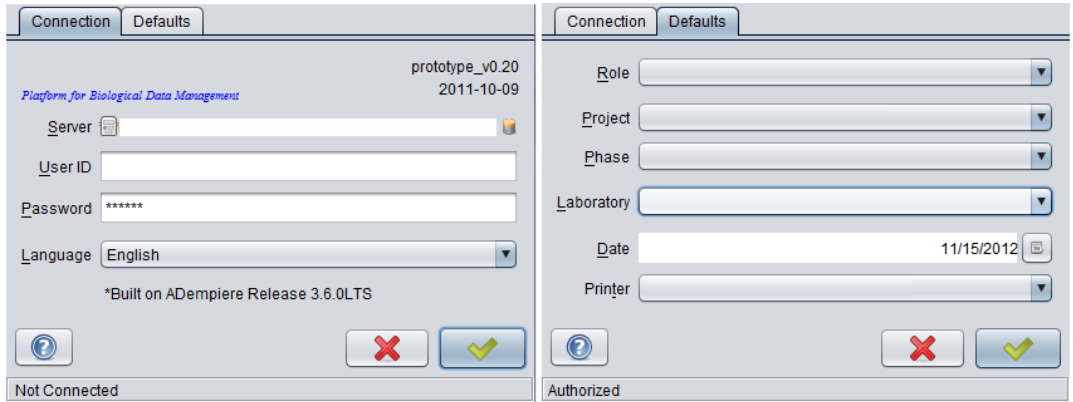 Connection Defaults
prototype_v0.20
2011-10-09
Platform for Biological Data Management
Server
User ID
Password ******
Language English
*Built on ADempiere Release 3.6.0LTS
Not Connected
Connection Defaults
Role
Project
Phase
Laboratory
Date 11/15/2012
Printer
Authorized